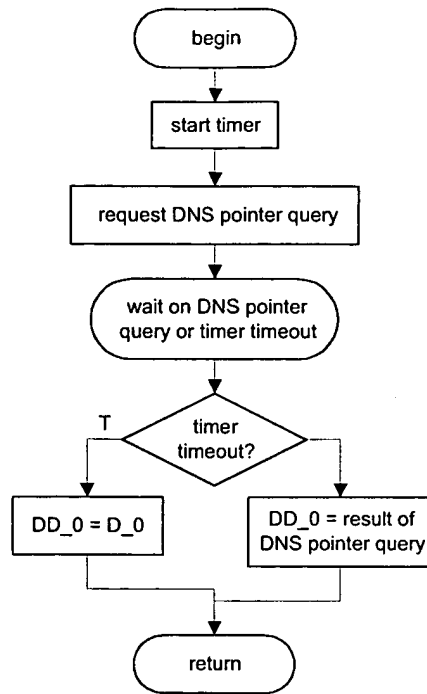 begin
start timer
request DNS pointer query
wait on DNS pointer
query or timer timeout
T
timer
timeout?
DD_0 = D_0
DD_0 = result of
DNS pointer query
return